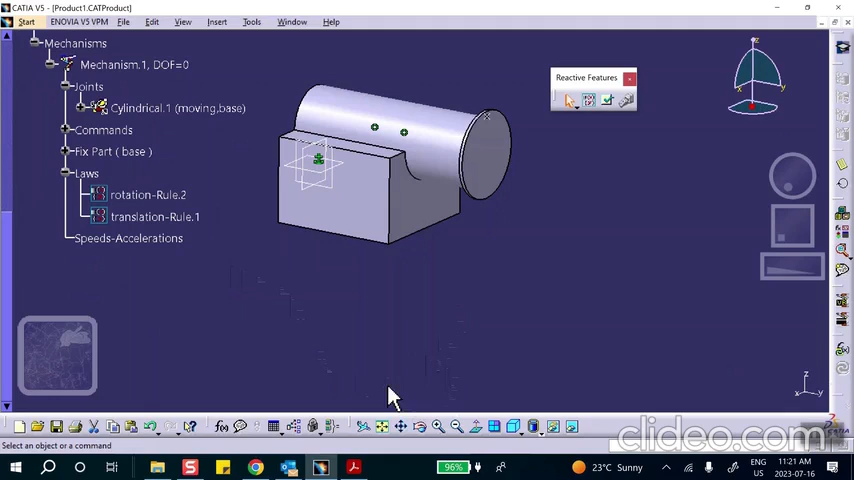 CATIA V5 - [Product1.CATProduct]
Start ENOVIA V5 VPM File Edit View Insert Tools Window Help
Mechanisms
Mechanism.1, DOF=0
Joints
Cylindrical.1 (moving,base)
Commands
Fix Part ( base )
Laws
rotation-Rule.2
translation-Rule.1
Speeds-Accelerations
Reactive Features
z
x
y
z
x
y
f(x)
clideo.com
Select an object or a command
96%
23°C Sunny
ENG
US
11:21 AM
2023-07-16